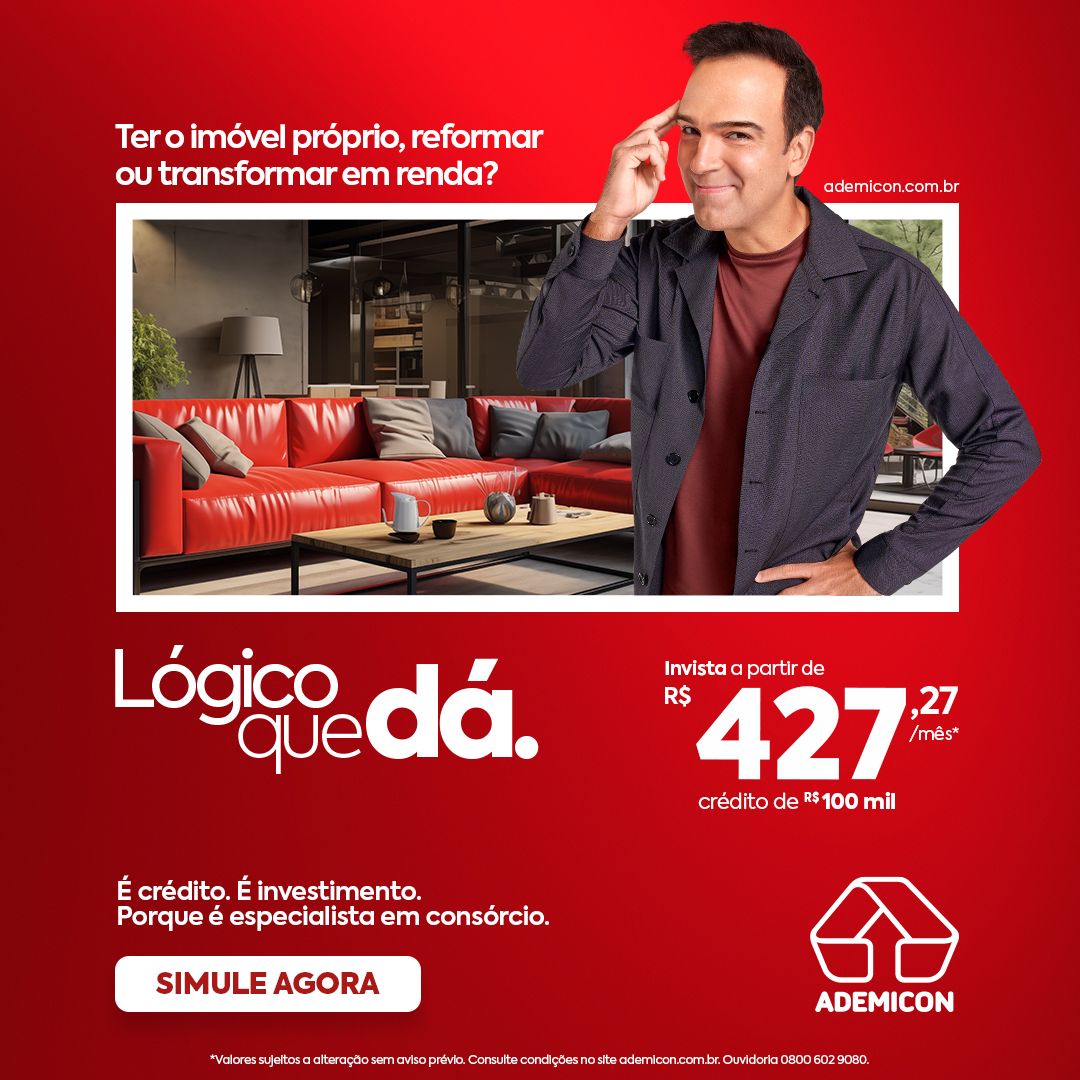 Ter o imóvel próprio, reformar
ou transformar em renda?
ademicon.com.br
Lógico
que dá.
Invista a partir de
R$ 427,27
/mês*
crédito de R$ 100 mil
É crédito. É investimento.
Porque é especialista em consórcio.
SIMULE AGORA
ADEMICON
*Valores sujeitos a alteração sem aviso prévio. Consulte condições no site ademicon.com.br. Ouvidoria 0800 602 9080.